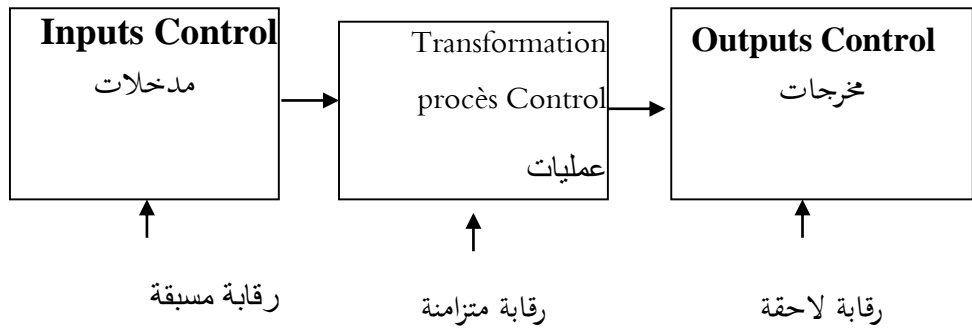 Inputs Control
مدخلات
Transformation
procès Control
عمليات
Outputs Control
مخرجات
رقابة مسبقة
رقابة متزامنة
رقابة لاحقة